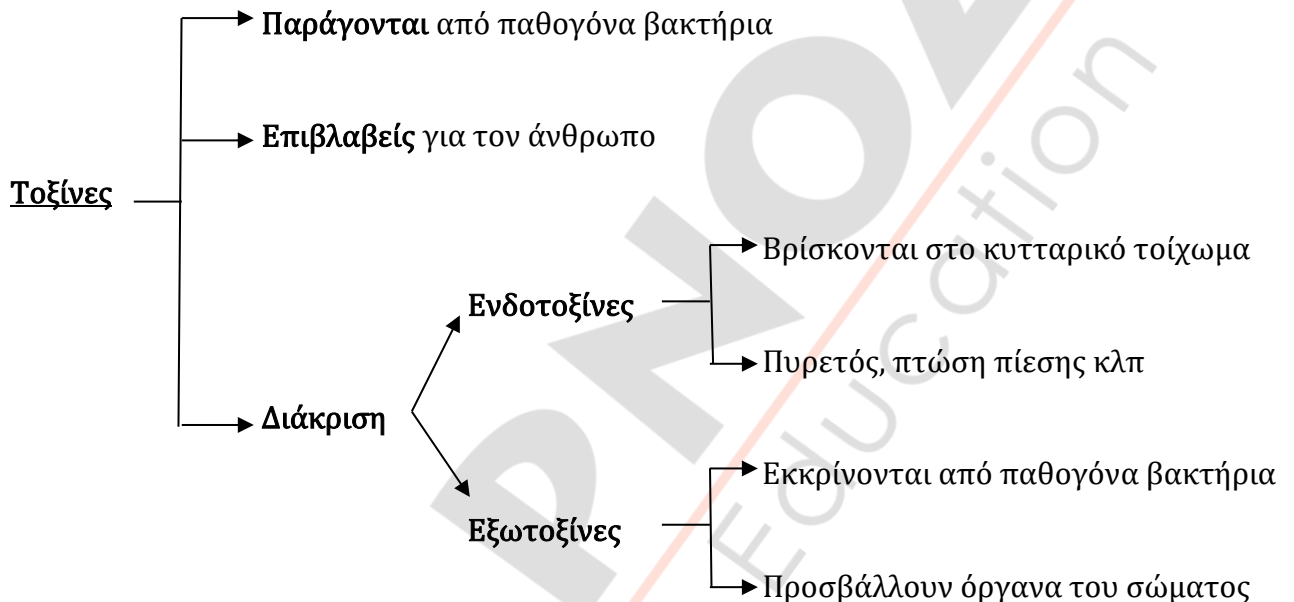 Παράγονται από παθογόνα βακτήρια
Επιβλαβείς για τον άνθρωπο
Τοξίνες
Βρίσκονται στο κυτταρικό τοίχωμα
Ενδοτοξίνες
Πυρετός, πτώση πίεσης κλπ
Διάκριση
Εκκρίνονται από παθογόνα βακτήρια
Εξωτοξίνες
Προσβάλλουν όργανα του σώματος
Education